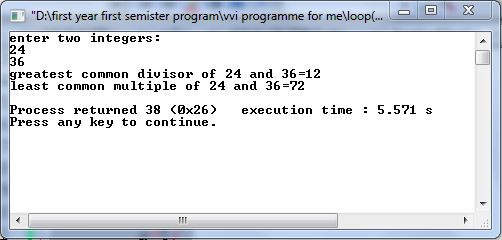 "D:\first year first semister program\vvi programme for me\loop(...
enter two integers:
24
36
greatest common divisor of 24 and 36=12
least common multiple of 24 and 36=72
Process returned 38 (0x26)   execution time : 5.571 s
Press any key to continue.